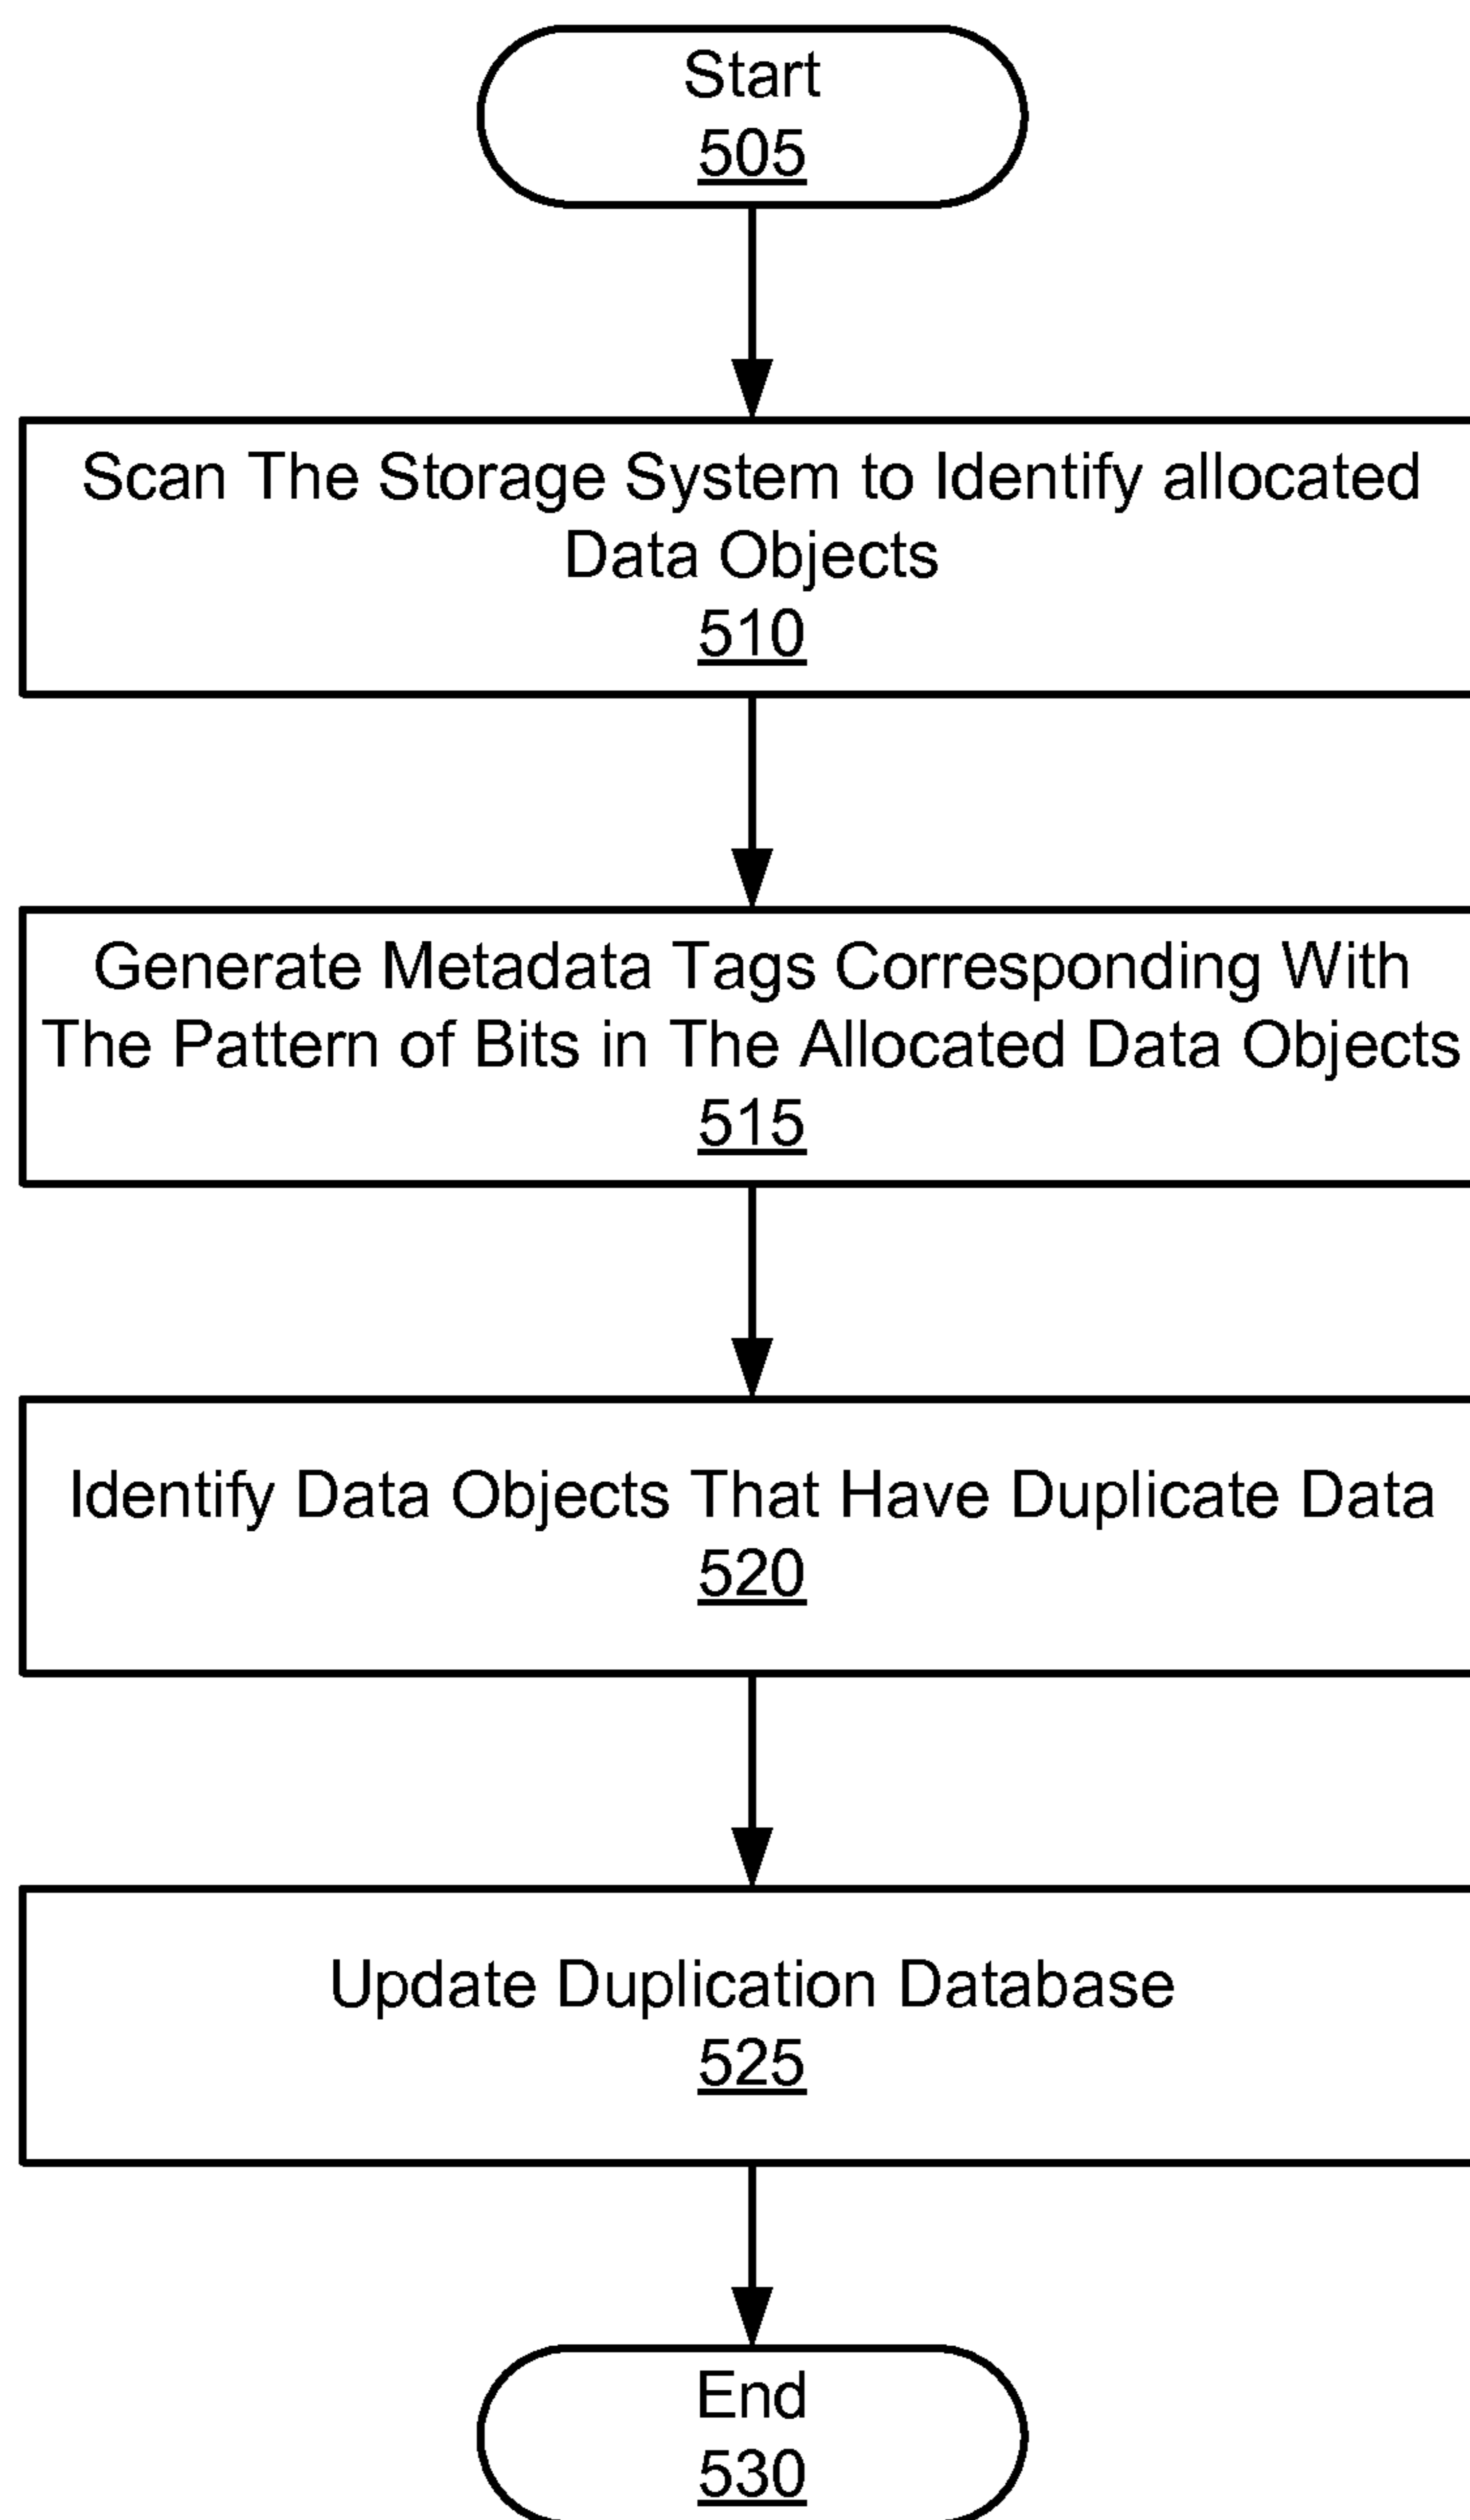 Start
505
Scan The Storage System to Identify allocated
Data Objects
510
Generate Metadata Tags Corresponding With
The Pattern of Bits in The Allocated Data Objects
515
Identify Data Objects That Have Duplicate Data
520
Update Duplication Database
525
End
530